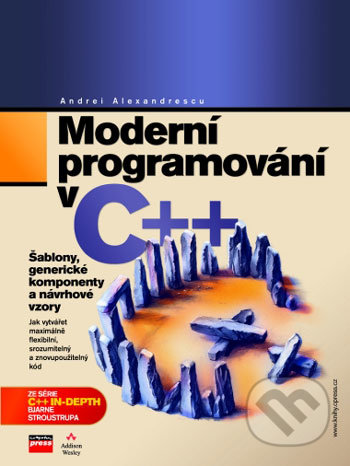 Andrei Alexandrescu
Moderní
programování
v
C++
Šablony,
generické
komponenty
a návrhové
vzory
Jak vytvářet
maximálně
flexibilní,
srozumitelný
a znovupoužitelný
kód
ZE SÉRIE
C++ IN-DEPTH
BJARNE
STROUSTRUPA
press
Addison
Wesley
www.knihy.cpress.cz
martinus